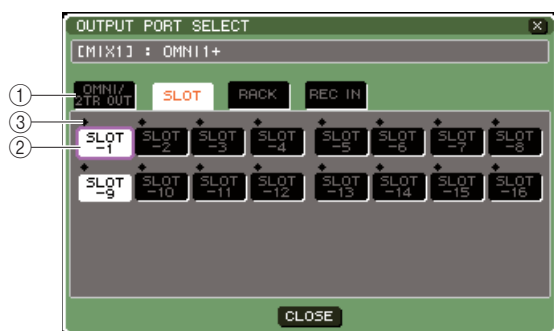 OUTPUT PORT SELECT
[MIX1] : OMNI1+
OMNI/
2TR OUT
SLOT
RACK
REC IN
①
③
②
SLOT
-1
SLOT
-2
SLOT
-3
SLOT
-4
SLOT
-5
SLOT
-6
SLOT
-7
SLOT
-8
SLOT
-9
SLOT
-10
SLOT
-11
SLOT
-12
SLOT
-13
SLOT
-14
SLOT
-15
SLOT
-16
CLOSE